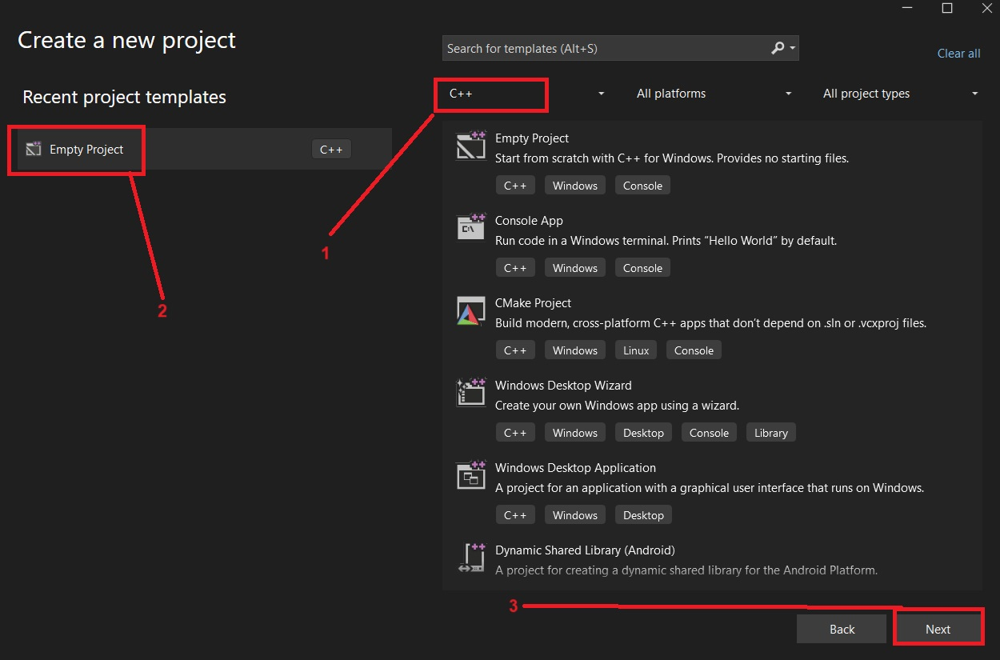 Create a new project
Search for templates (Alt+S)
Clear all
Recent project templates
C++
All platforms
All project types
Empty Project
C++
1
2
Empty Project
Start from scratch with C++ for Windows. Provides no starting files.
C++ Windows Console
Console App
C:\
Run code in a Windows terminal. Prints “Hello World” by default.
C++ Windows Console
CMake Project
Build modern, cross-platform C++ apps that don’t depend on .sln or .vcxproj files.
C++ Windows Linux Console
Windows Desktop Wizard
Create your own Windows app using a wizard.
C++ Windows Desktop Console Library
Windows Desktop Application
A project for an application with a graphical user interface that runs on Windows.
C++ Windows Desktop
Dynamic Shared Library (Android)
A project for creating a dynamic shared library for the Android Platform.
3
Back
Next